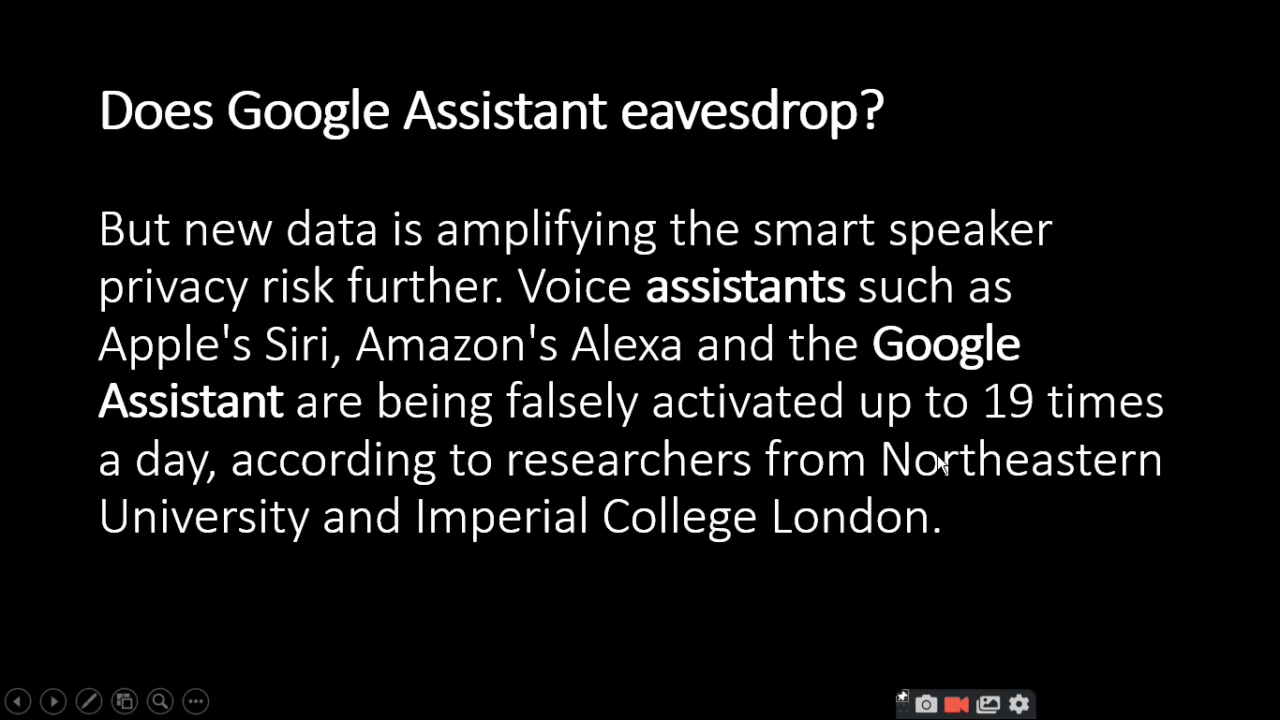 Does Google Assistant eavesdrop?
But new data is amplifying the smart speaker
privacy risk further. Voice assistants such as
Apple's Siri, Amazon's Alexa and the Google
Assistant are being falsely activated up to 19 times
a day, according to researchers from Northeastern
University and Imperial College London.